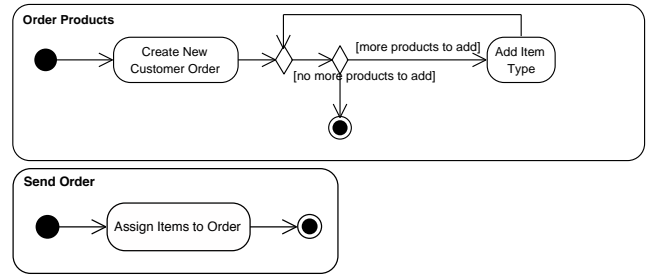 Order Products
Create New
Customer Order
[more products to add]
Add Item
Type
[no more products to add]
Send Order
Assign Items to Order